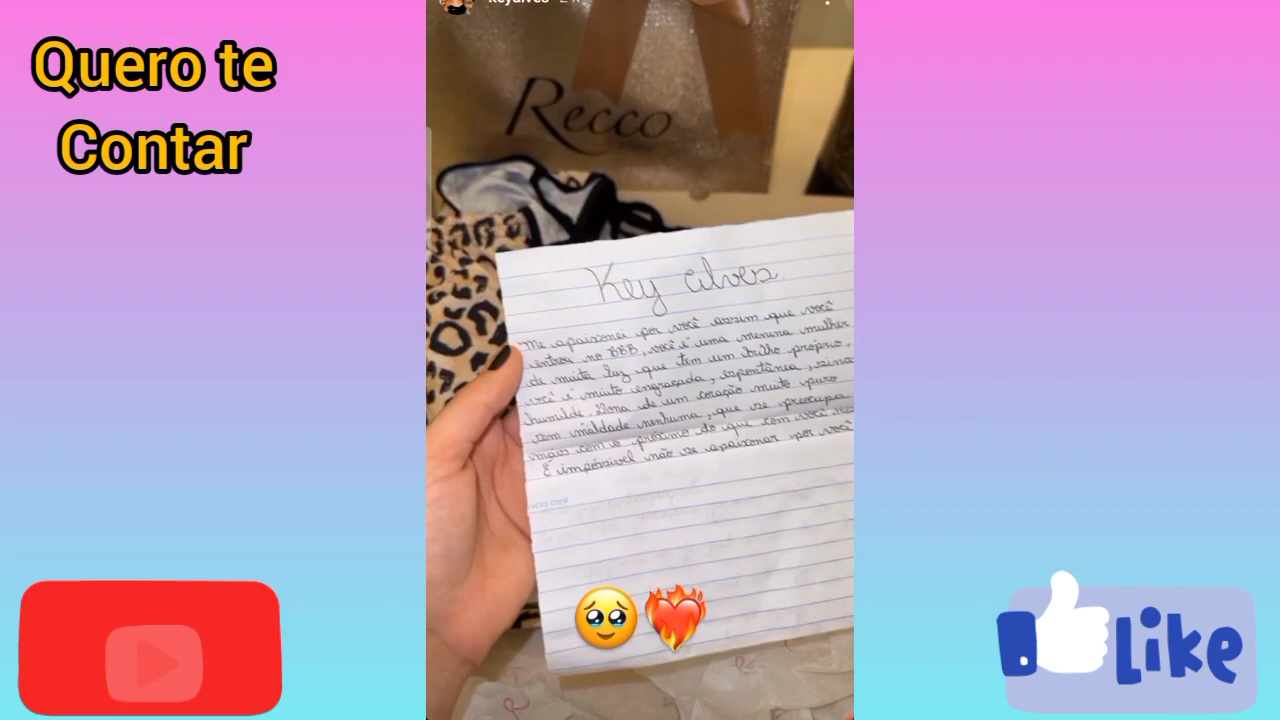 Quero te
Contar
keyalves 2 h
Recco
Key Alves
Me apaixonei por você assim que você
entrou no BBB, você é uma menina mulher
de muita luz que tem um brilho próprio,
você é muito engraçada, espontânea,
humilde. Dona de um coração muito puro
sem maldade nenhuma, que se preocupa
mais com o próximo do que com você
É impossível não se apaixonar por você
Like